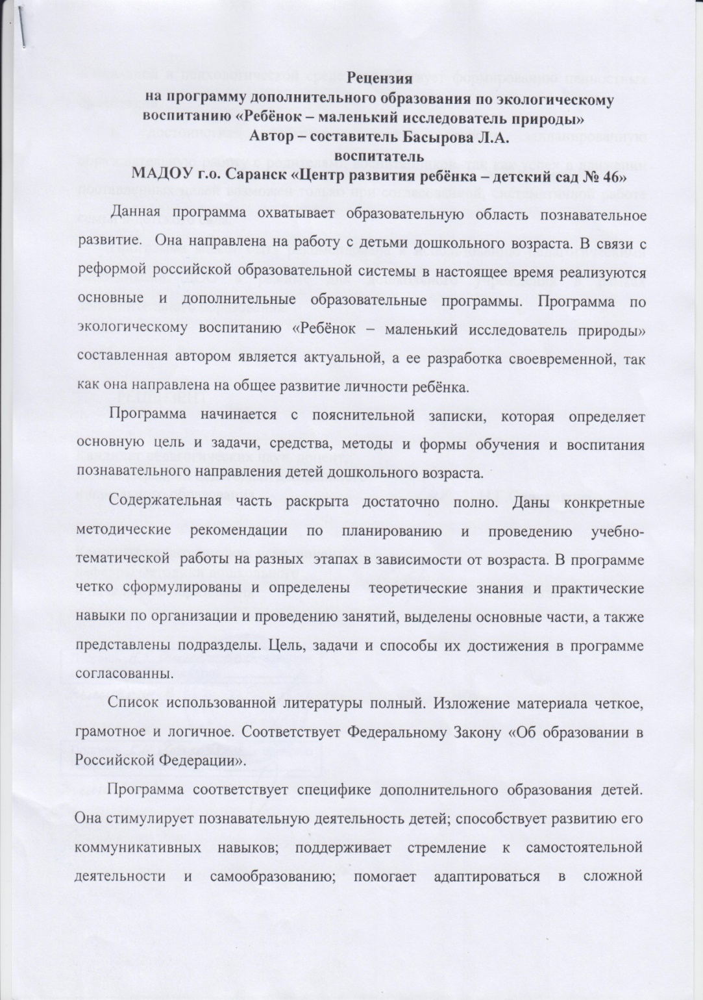 Рецензия
на программу дополнительного образования по экологическому
воспитанию «Ребёнок – маленький исследователь природы»
Автор – составитель Басырова Л.А.
воспитатель
МАДОУ г.о. Саранск «Центр развития ребёнка – детский сад № 46»
Данная программа охватывает образовательную область познавательное
развитие. Она направлена на работу с детьми дошкольного возраста. В связи с
реформой российской образовательной системы в настоящее время реализуются
основные и дополнительные образовательные программы. Программа по
экологическому воспитанию «Ребёнок – маленький исследователь природы»
составленная автором является актуальной, а ее разработка своевременной, так
как она направлена на общее развитие личности ребёнка.
Программа начинается с пояснительной записки, которая определяет
основную цель и задачи, средства, методы и формы обучения и воспитания
познавательного направления детей дошкольного возраста.
Содержательная часть раскрыта достаточно полно. Даны конкретные
методические рекомендации по планированию и проведению учебно-
тематической работы на разных этапах в зависимости от возраста. В программе
четко сформулированы и определены теоретические знания и практические
навыки по организации и проведению занятий, выделены основные части, а также
представлены подразделы. Цель, задачи и способы их достижения в программе
согласованны.
Список использованной литературы полный. Изложение материала четкое,
грамотное и логичное. Соответствует Федеральному Закону «Об образовании в
Российской Федерации».
Программа соответствует специфике дополнительного образования детей.
Она стимулирует познавательную деятельность детей; способствует развитию его
коммуникативных навыков; поддерживает стремление к самостоятельной
деятельности и самообразованию; помогает адаптироваться в сложной